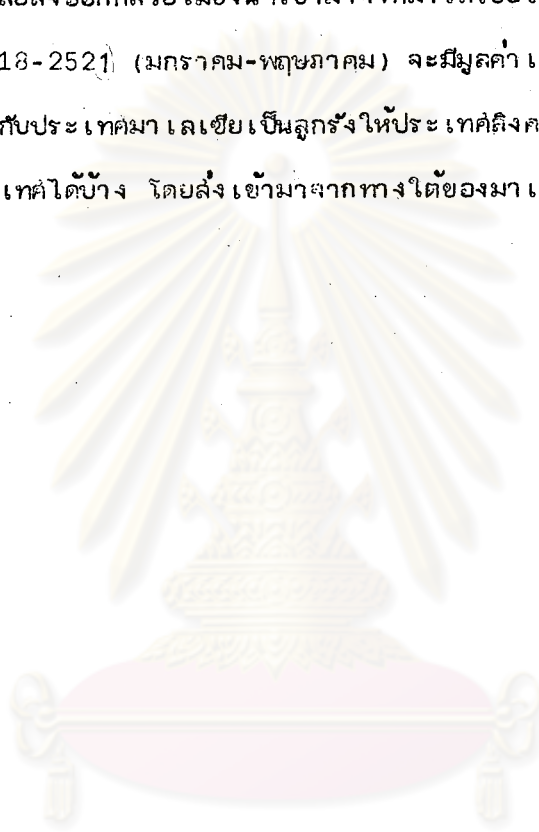 18-2521 (มกราคม-พฤษภาคม) จะมีมูลค่า เ
กับประเทศมาเลเซียเป็นลูกรังให้ประเทศสิงค
เทศได้บ้าง โดยส่งเข้ามาจากทางใต้ของมาเ